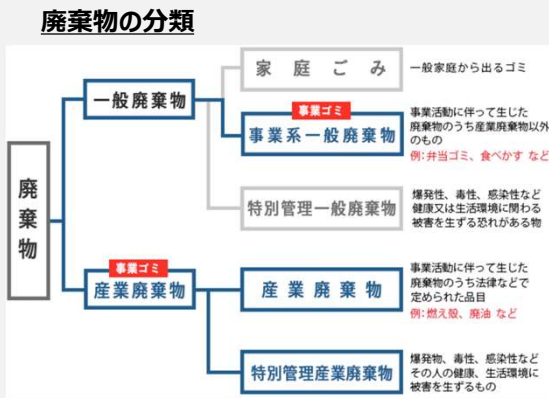 廃棄物の分類
廃棄物
一般廃棄物
家庭ごみ
一般家庭から出るゴミ
事業ゴミ
事業系一般廃棄物
事業活動に伴って生じた
廃棄物のうち産業廃棄物以外
のもの
例：弁当ゴミ、食べかす など
特別管理一般廃棄物
爆発性、毒性、感染性など
健康又は生活環境に関わる
被害を生ずる恐れがある物
事業ゴミ
産業廃棄物
産業廃棄物
事業活動に伴って生じた
廃棄物のうち法律などで
定められた品目
例：燃え殻、廃油 など
特別管理産業廃棄物
爆発物、毒性、感染性など
その人の健康、生活環境に
被害を生ずるもの